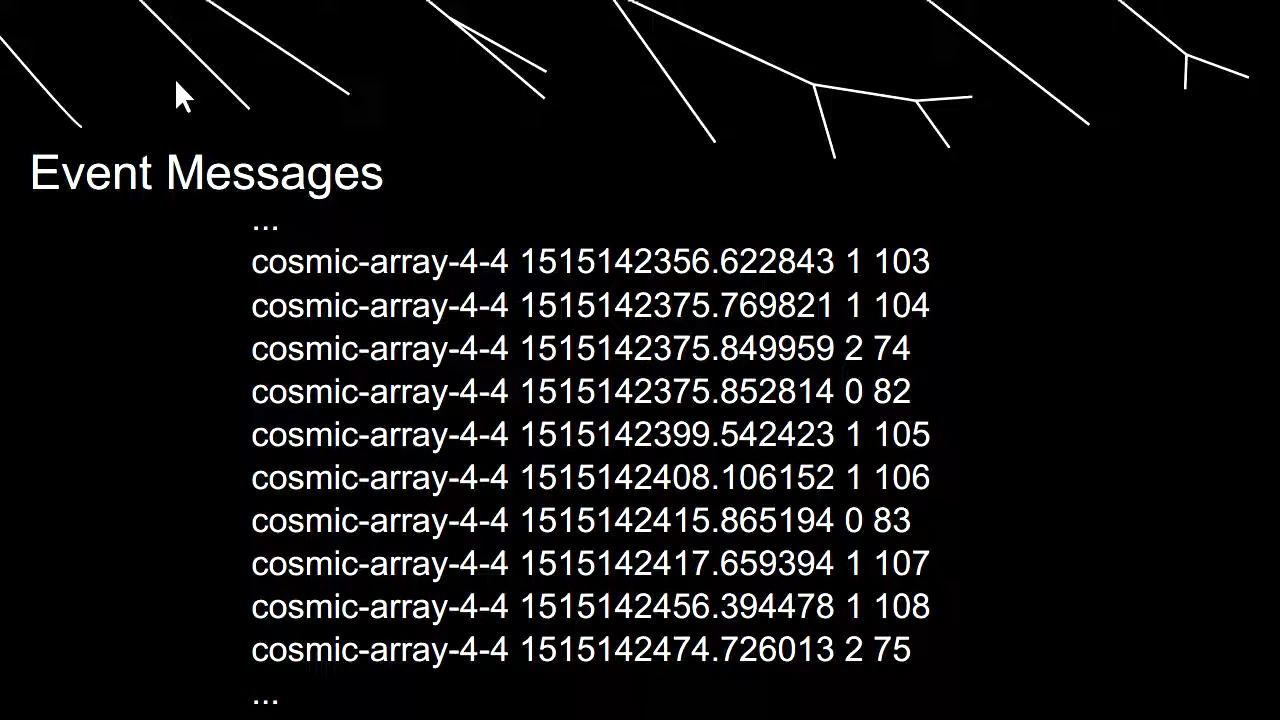 Event Messages
...
cosmic-array-4-4 1515142356.622843 1 103
cosmic-array-4-4 1515142375.769821 1 104
cosmic-array-4-4 1515142375.849959 2 74
cosmic-array-4-4 1515142375.852814 0 82
cosmic-array-4-4 1515142399.542423 1 105
cosmic-array-4-4 1515142408.106152 1 106
cosmic-array-4-4 1515142415.865194 0 83
cosmic-array-4-4 1515142417.659394 1 107
cosmic-array-4-4 1515142456.394478 1 108
cosmic-array-4-4 1515142474.726013 2 75
...